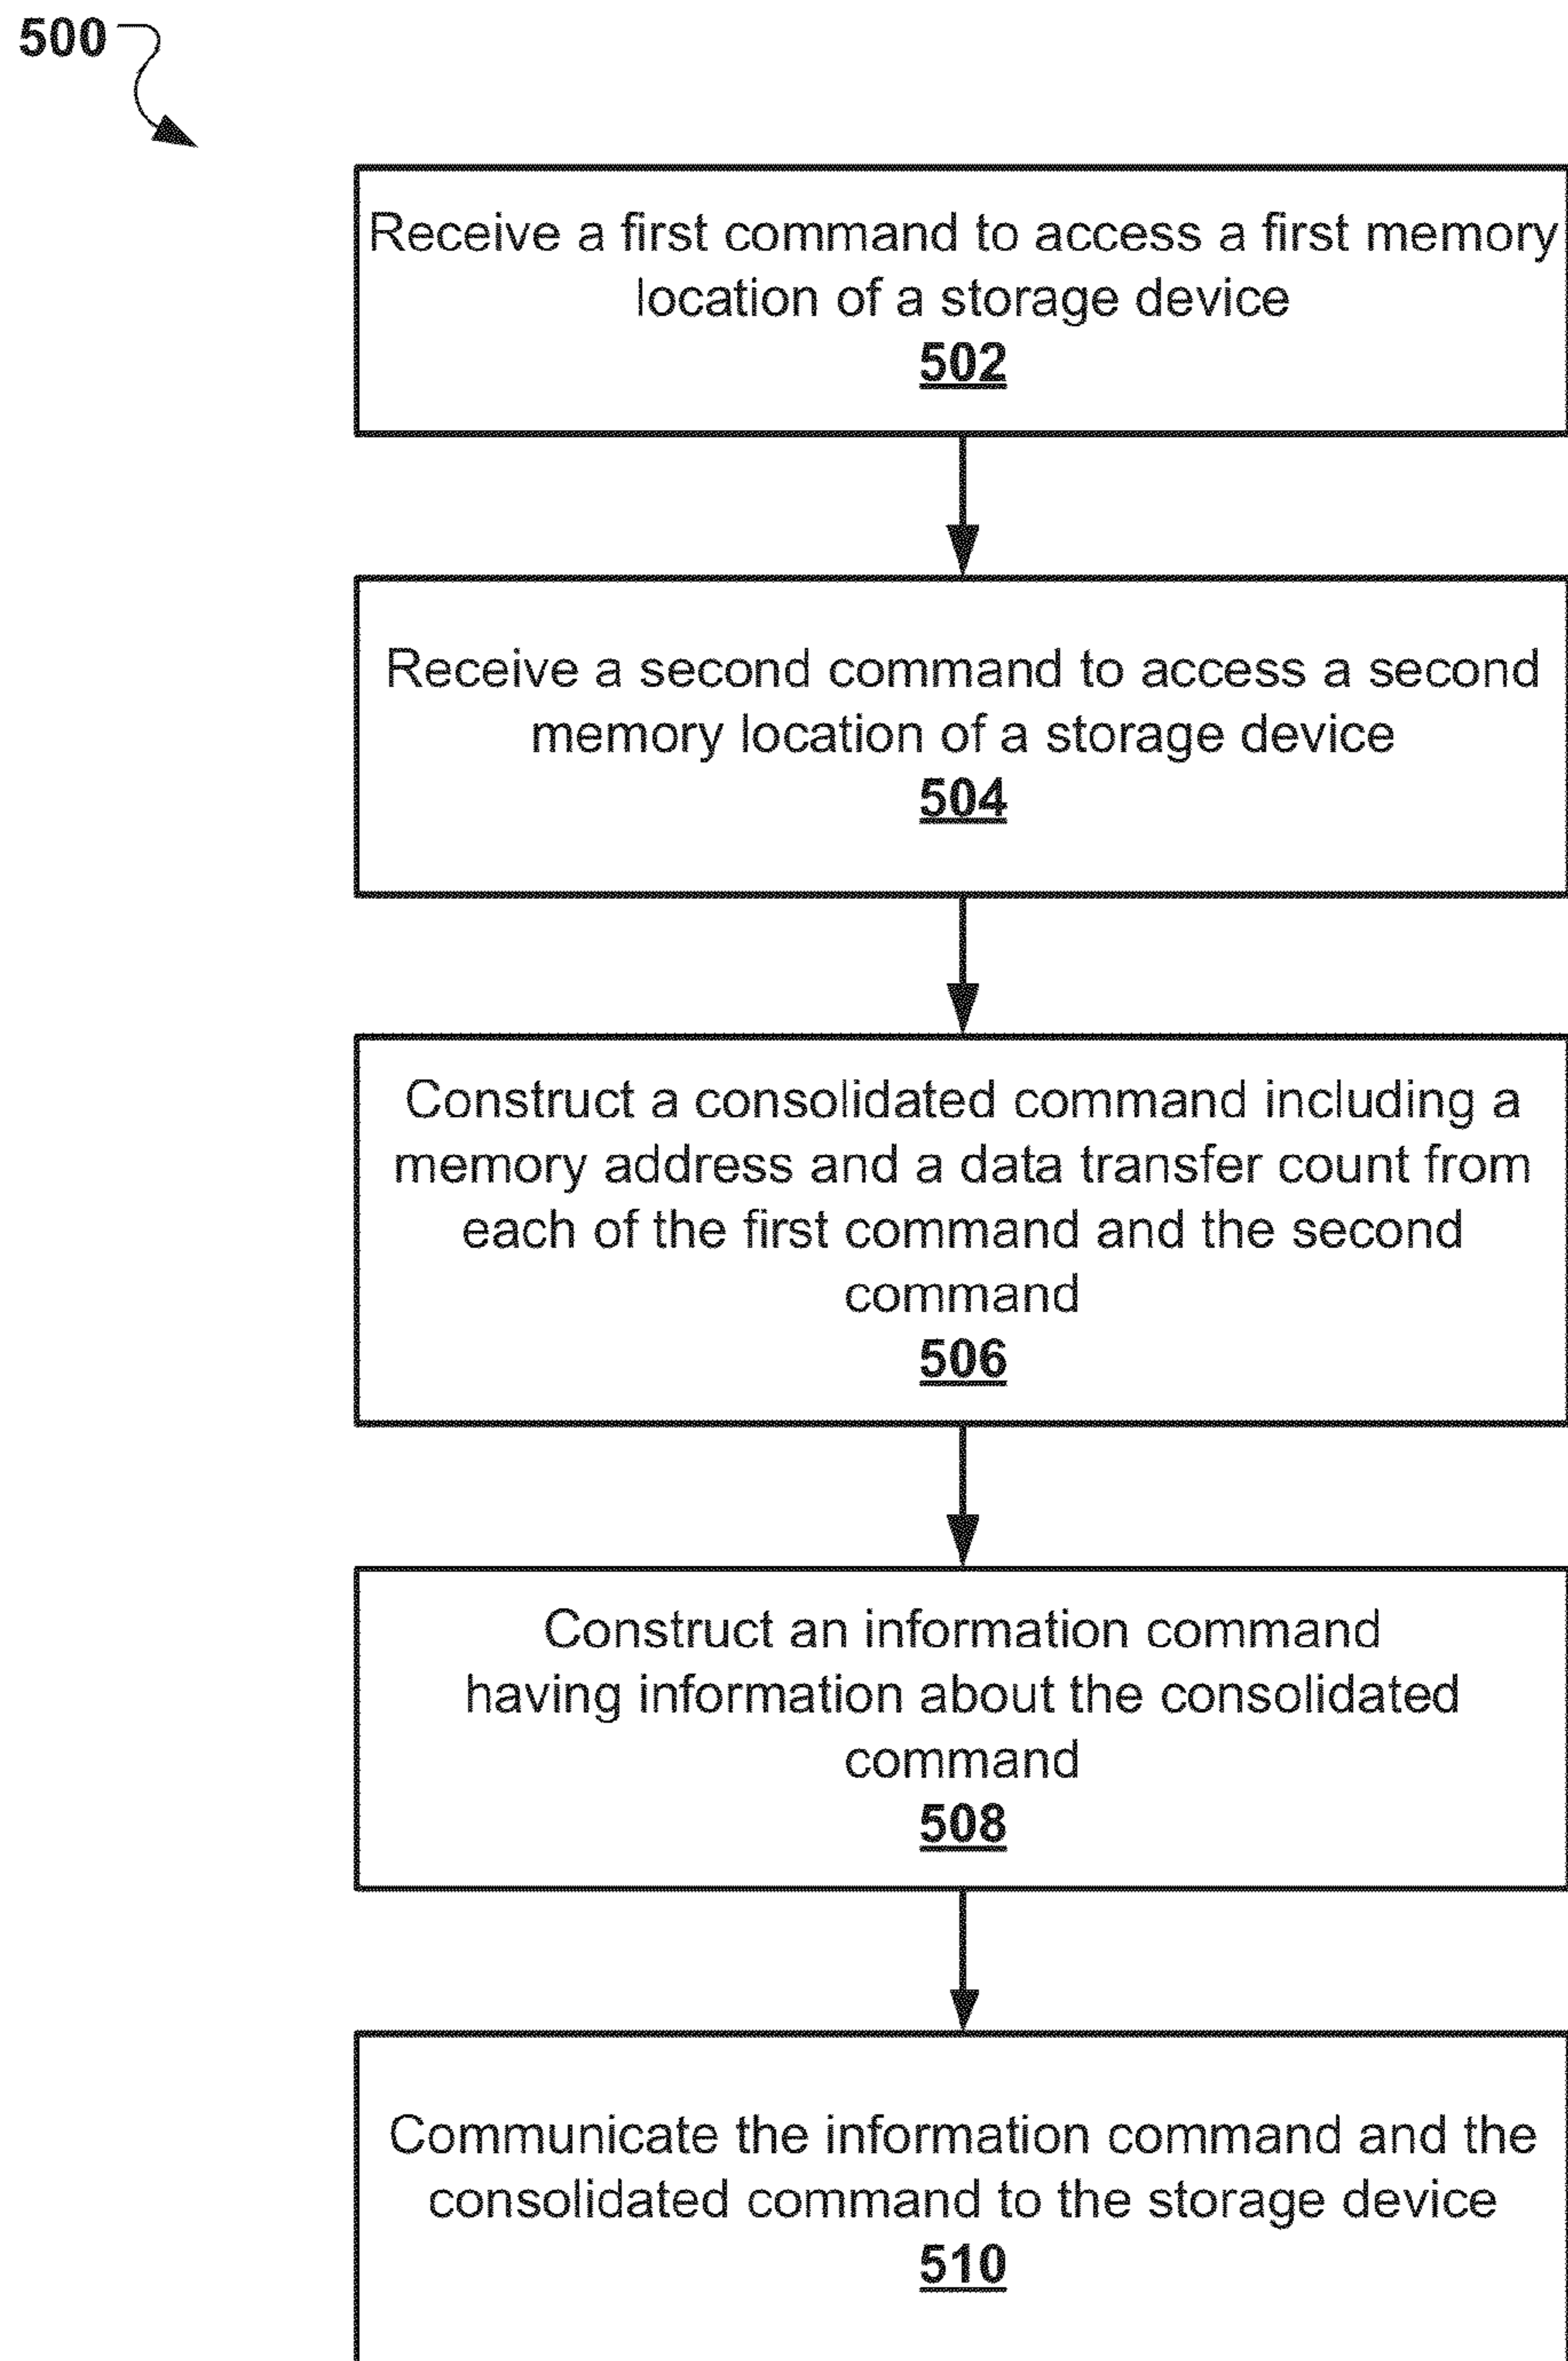 500
Receive a first command to access a first memory
location of a storage device
502
Receive a second command to access a second
memory location of a storage device
504
Construct a consolidated command including a
memory address and a data transfer count from
each of the first command and the second
command
506
Construct an information command
having information about the consolidated
command
508
Communicate the information command and the
consolidated command to the storage device
510